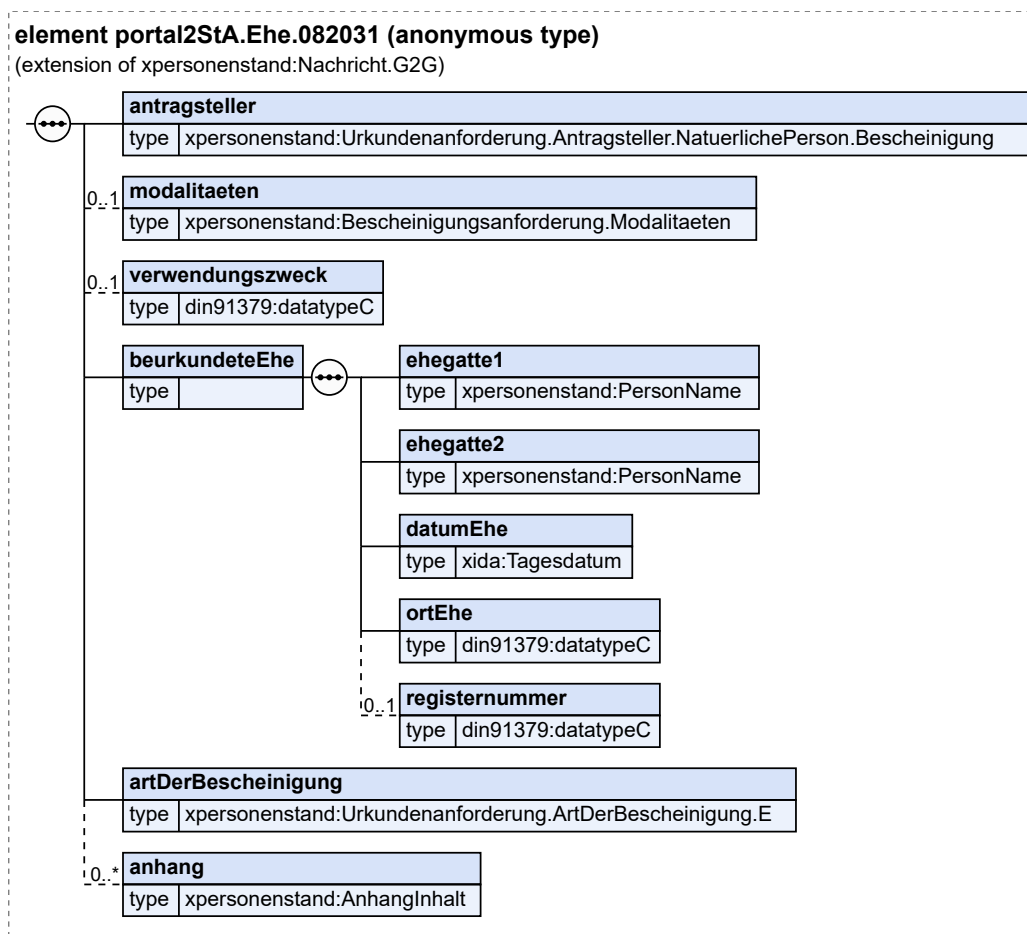 element portal2StA.Ehe.082031 (anonymous type)
(extension of xpersonenstand:Nachricht.G2G)
antragsteller
type xpersonenstand:Urkundenanforderung.Antragsteller.NatuerlichePerson.Bescheinigung
0..1 modalitaeten
type xpersonenstand:Bescheinigungsanforderung.Modalitaeten
0..1 verwendungszweck
type din91379:datatypeC
beurkundeteEhe
type
ehegatte1
type xpersonenstand:PersonName
ehegatte2
type xpersonenstand:PersonName
datumEhe
type xida:Tagesdatum
ortEhe
type din91379:datatypeC
0..1 registernummer
type din91379:datatypeC
artDerBescheinigung
type xpersonenstand:Urkundenanforderung.ArtDerBescheinigung.E
0..* anhang
type xpersonenstand:AnhangInhalt